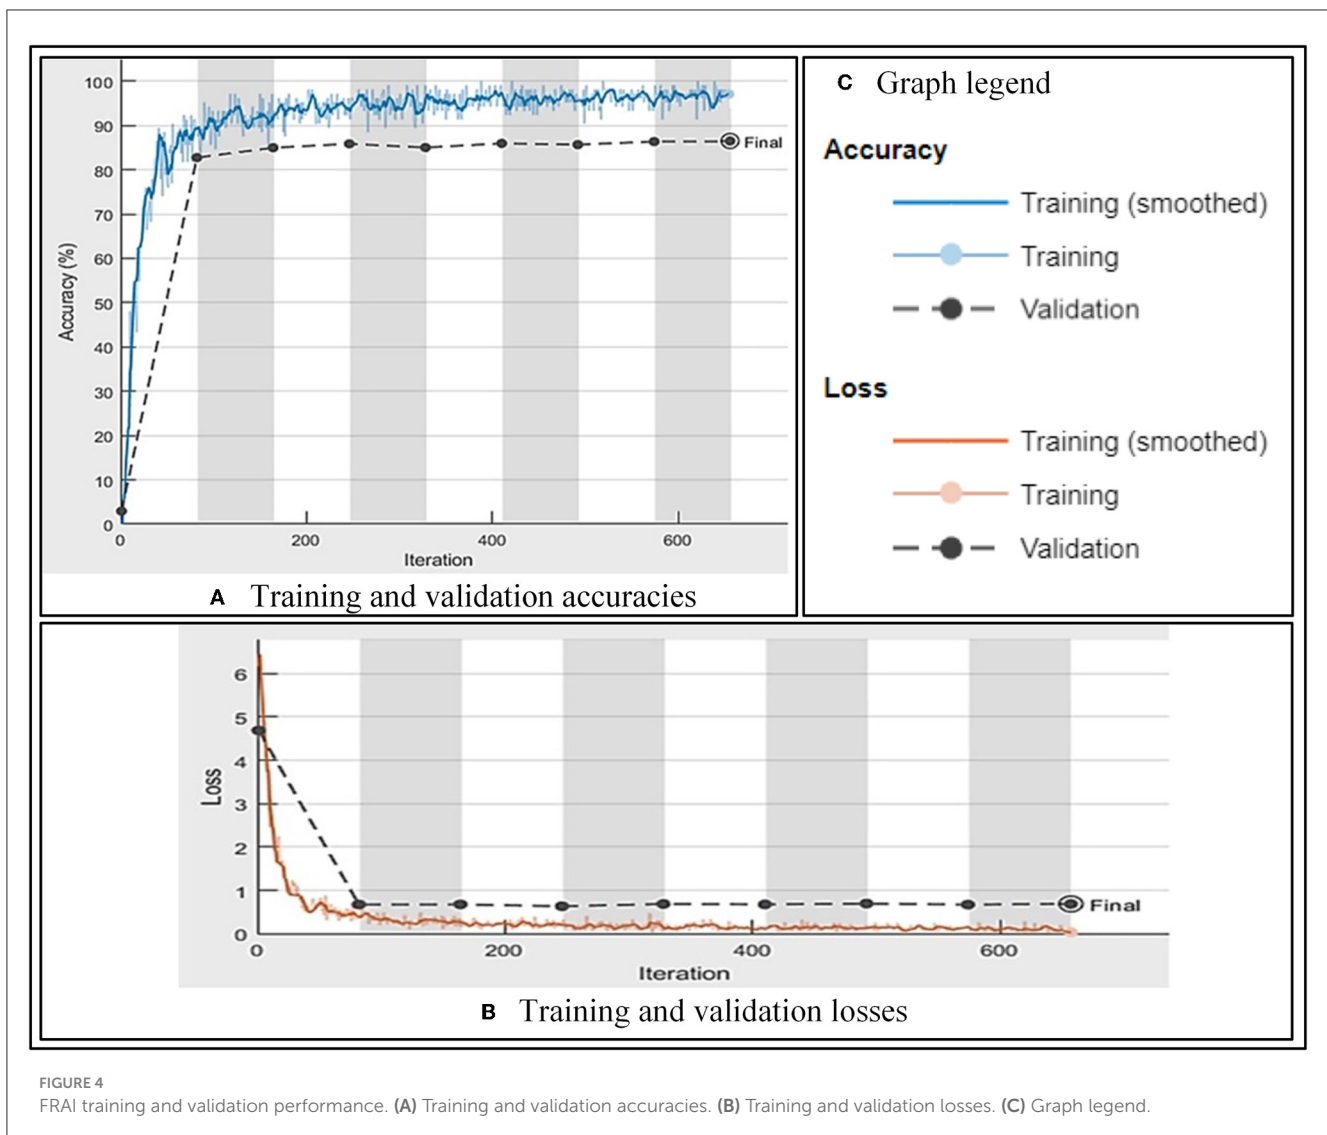 100
90
80
70
60
50
40
30
20
10
0
Accuracy (%)
Final
0 200 400 600
Iteration
A Training and validation accuracies
C Graph legend
Accuracy
Training (smoothed)
Training
Validation
Loss
Training (smoothed)
Training
Validation
6
5
4
3
2
1
0
Loss
Final
0 200 400 600
Iteration
B Training and validation losses
FIGURE 4
FRAI training and validation performance. (A) Training and validation accuracies. (B) Training and validation losses. (C) Graph legend.